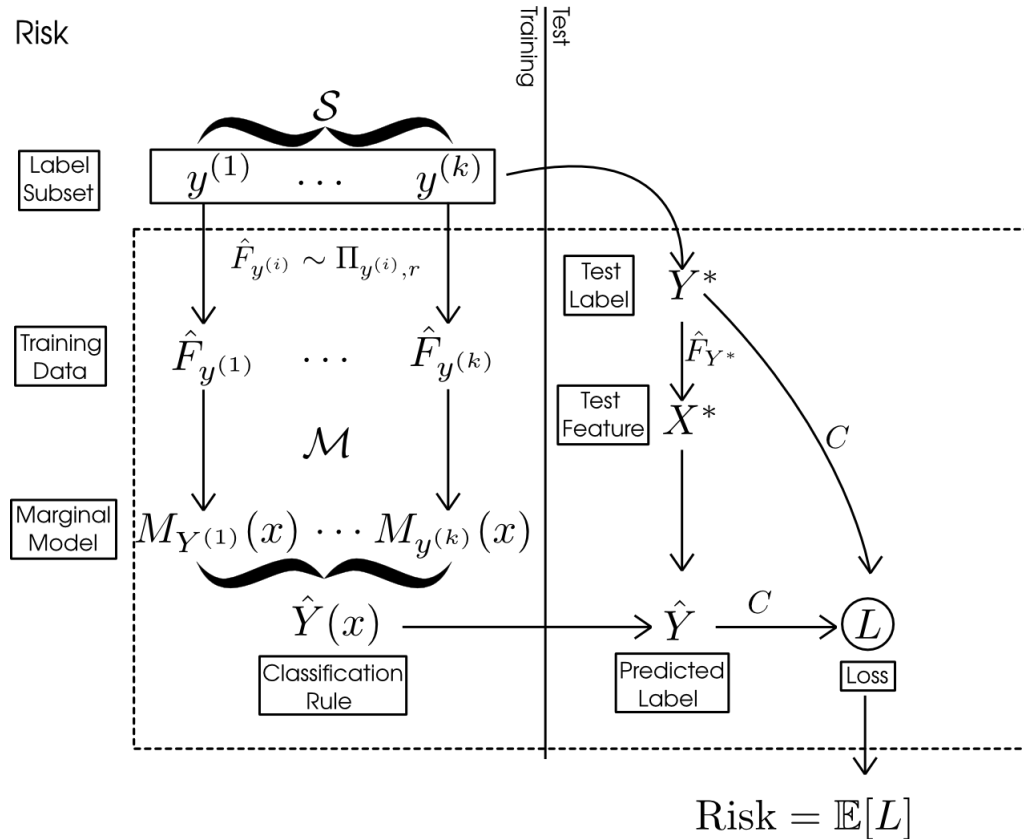 Risk
Training
Test
𝒮
Label
Subset
y^{(1)} ⋯ y^{(k)}
F̂_{y^{(i)}} ∼ Π_{y^{(i)},r}
Test
Label
Y*
Training
Data
F̂_{y^{(1)}} ⋯ F̂_{y^{(k)}}
F̂_{Y*}
Test
Feature
X*
C
ℳ
Marginal
Model
M_{Y^{(1)}}(x) ⋯ M_{y^{(k)}}(x)
Ŷ(x)
Ŷ
C
L
Classification
Rule
Predicted
Label
Loss
Risk = 𝔼[L]